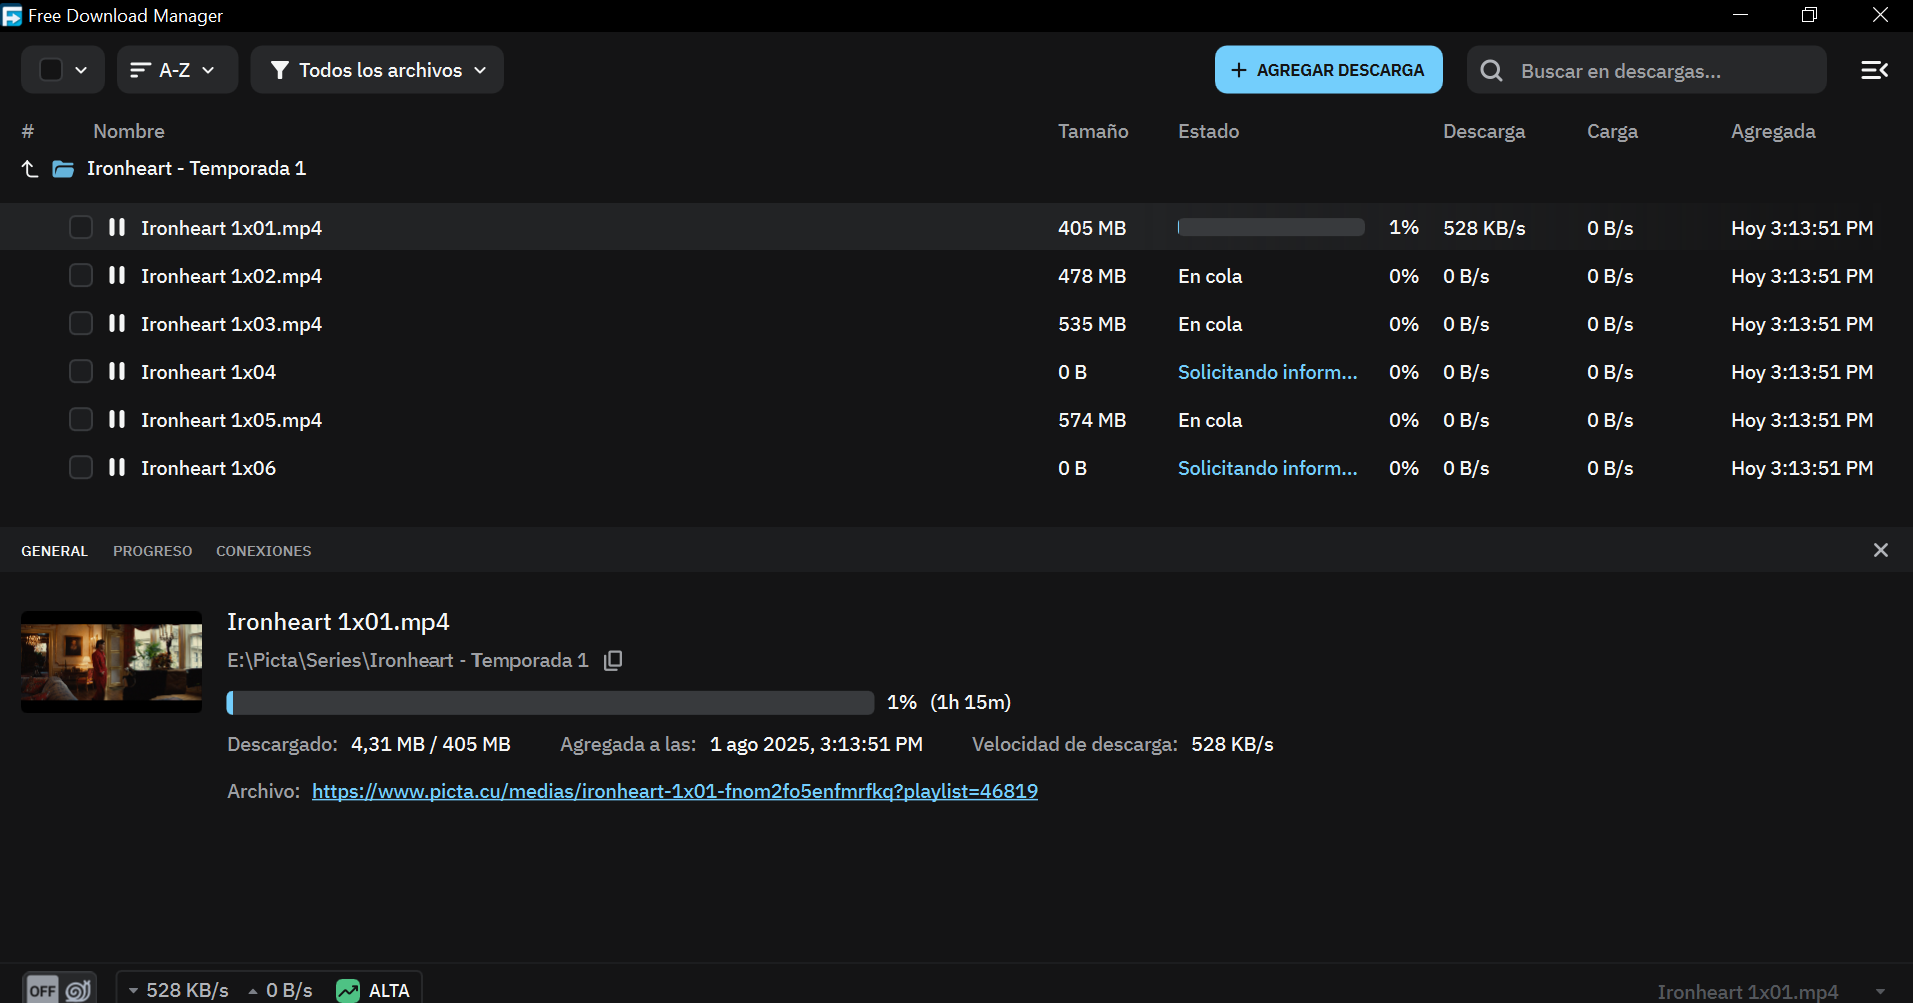 Free Download Manager
A-Z
Todos los archivos
+ AGREGAR DESCARGA
Buscar en descargas...
# Nombre Tamaño Estado Descarga Carga Agregada
Ironheart - Temporada 1
Ironheart 1x01.mp4 405 MB 1% 528 KB/s 0 B/s Hoy 3:13:51 PM
Ironheart 1x02.mp4 478 MB En cola 0% 0 B/s 0 B/s Hoy 3:13:51 PM
Ironheart 1x03.mp4 535 MB En cola 0% 0 B/s 0 B/s Hoy 3:13:51 PM
Ironheart 1x04 0 B Solicitando inform... 0% 0 B/s 0 B/s Hoy 3:13:51 PM
Ironheart 1x05.mp4 574 MB En cola 0% 0 B/s 0 B/s Hoy 3:13:51 PM
Ironheart 1x06 0 B Solicitando inform... 0% 0 B/s 0 B/s Hoy 3:13:51 PM
GENERAL PROGRESO CONEXIONES
Ironheart 1x01.mp4
E:\Picta\Series\Ironheart - Temporada 1
1% (1h 15m)
Descargado: 4,31 MB / 405 MB Agregada a las: 1 ago 2025, 3:13:51 PM Velocidad de descarga: 528 KB/s
Archivo: https://www.picta.cu/medias/ironheart-1x01-fnom2fo5enfmrfkq?playlist=46819
OFF 528 KB/s 0 B/s ALTA Ironheart 1x01.mp4